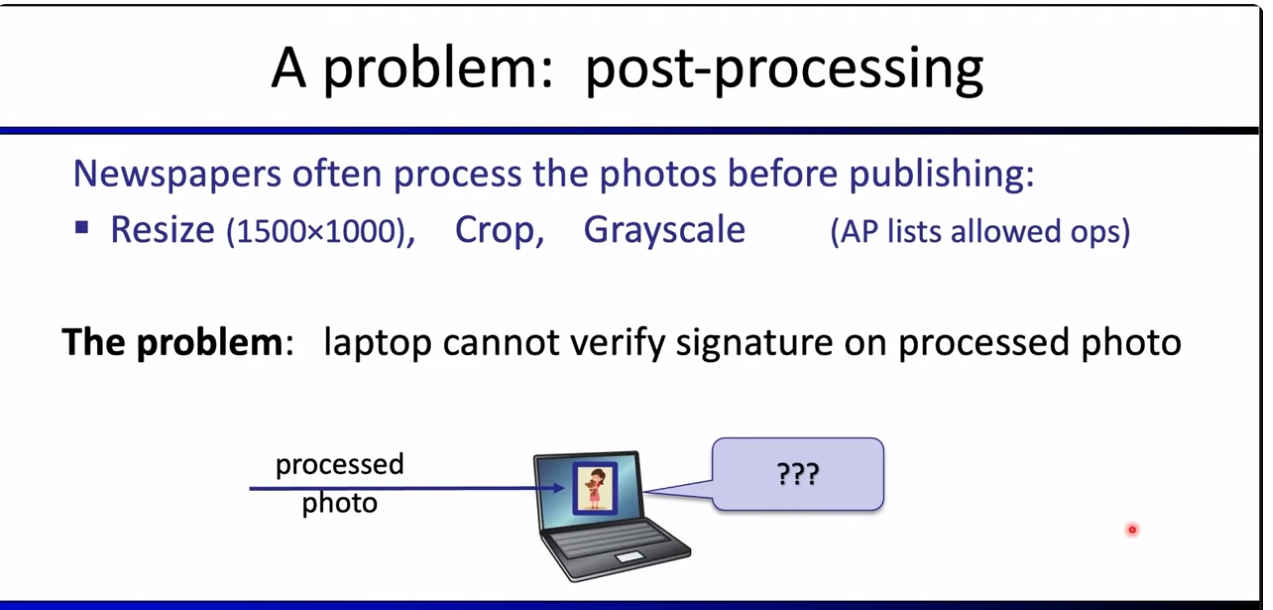 A problem: post-processing
Newspapers often process the photos before publishing:
▪ Resize (1500×1000), Crop, Grayscale (AP lists allowed ops)
The problem: laptop cannot verify signature on processed photo
processed
photo
???